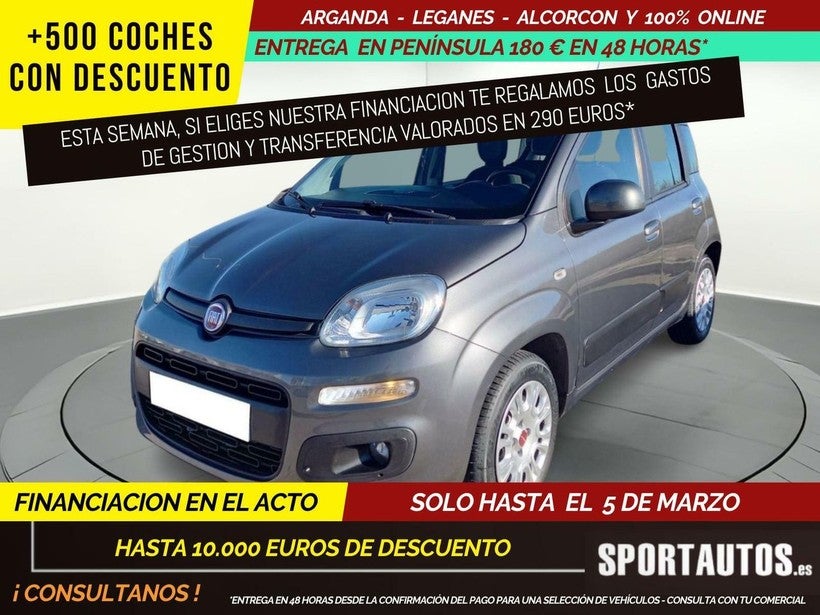 +500 COCHES
CON DESCUENTO
ARGANDA - LEGANES - ALCORCON Y 100% ONLINE
ENTREGA EN PENÍNSULA 180 € EN 48 HORAS*
ESTA SEMANA, SI ELIGES NUESTRA FINANCIACION TE REGALAMOS LOS GASTOS
DE GESTION Y TRANSFERENCIA VALORADOS EN 290 EUROS*
FIAT
FINANCIACION EN EL ACTO
SOLO HASTA EL 5 DE MARZO
HASTA 10.000 EUROS DE DESCUENTO
SPORTAUTOS.es
¡ CONSULTANOS !
*ENTREGA EN 48 HORAS DESDE LA CONFIRMACIÓN DEL PAGO PARA UNA SELECCIÓN DE VEHÍCULOS - CONSULTA CON TU COMERCIAL